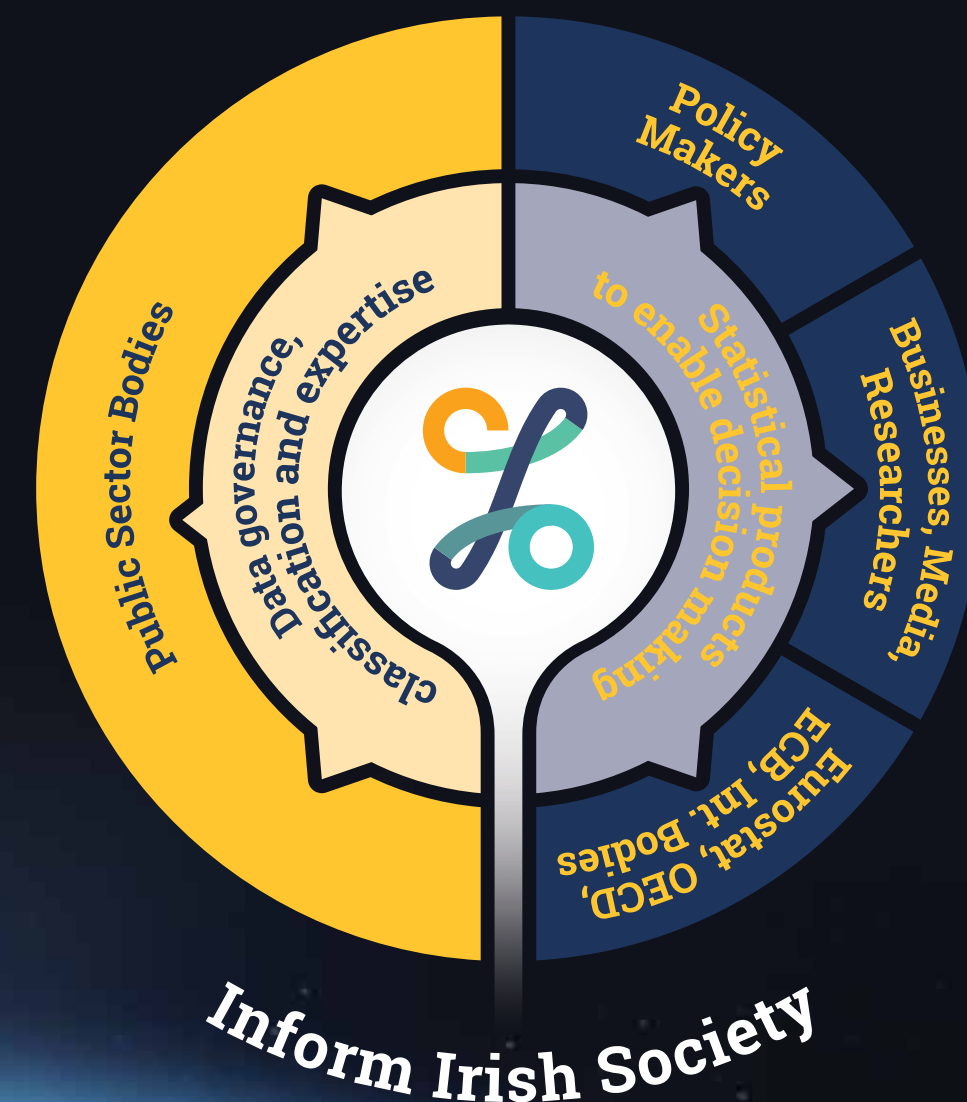 Public Sector Bodies
Data governance,
classification and expertise
Policy
Makers
Statistical products
to enable decision making
Businesses, Media,
Researchers
Eurostat, OECD,
ECB, Int. Bodies
Inform Irish Society